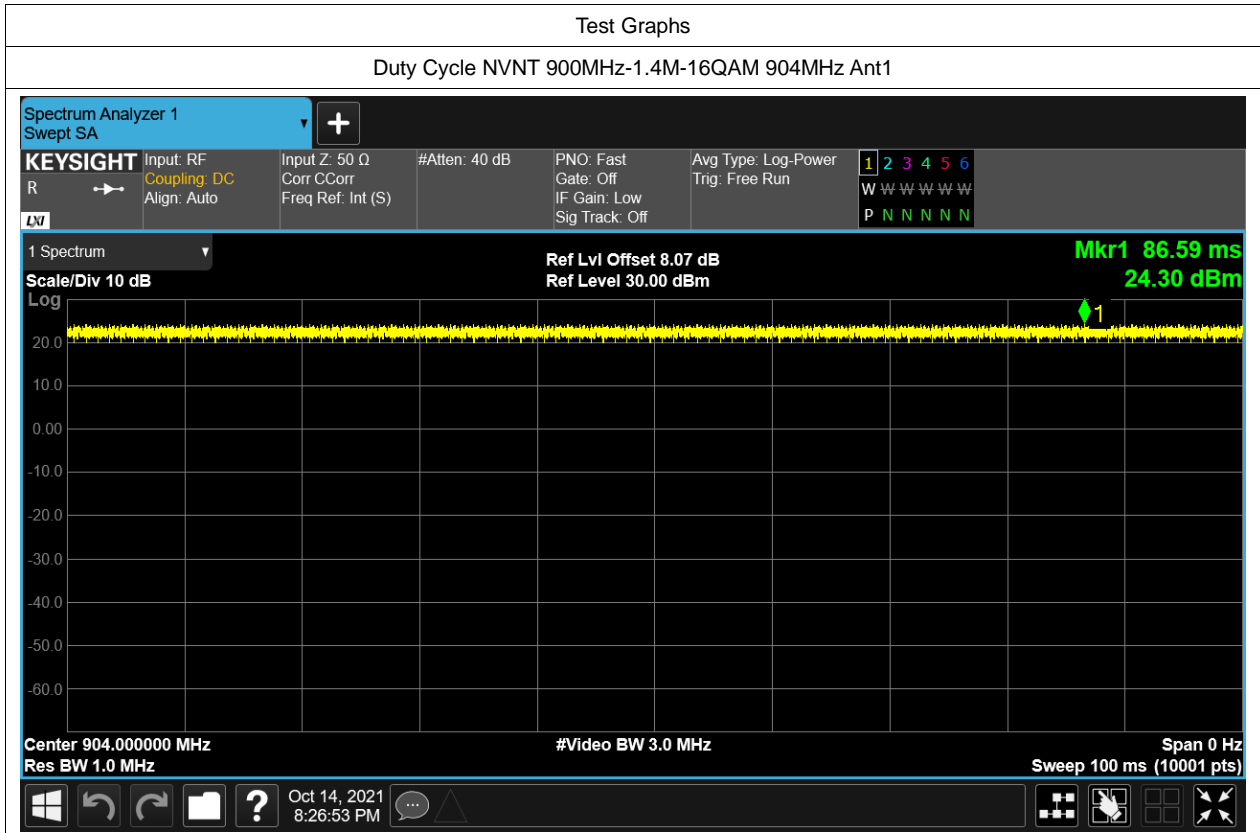 Test Graphs
Duty Cycle NVNT 900MHz-1.4M-16QAM 904MHz Ant1
Spectrum Analyzer 1
Swept SA
KEYSIGHT
R
LXI
Input: RF
Coupling: DC
Align: Auto
Input Z: 50 Ω
Corr CCorr
Freq Ref: Int (S)
#Atten: 40 dB
PNO: Fast
Gate: Off
IF Gain: Low
Sig Track: Off
Avg Type: Log-Power
Trig: Free Run
1 2 3 4 5 6
W W W W W W
P N N N N N
1 Spectrum
Scale/Div 10 dB
Ref Lvl Offset 8.07 dB
Ref Level 30.00 dBm
Mkr1 86.59 ms
24.30 dBm
Log
1
20.0
10.0
0.00
-10.0
-20.0
-30.0
-40.0
-50.0
-60.0
Center 904.000000 MHz
#Video BW 3.0 MHz
Span 0 Hz
Res BW 1.0 MHz
Sweep 100 ms (10001 pts)
?
Oct 14, 2021
8:26:53 PM